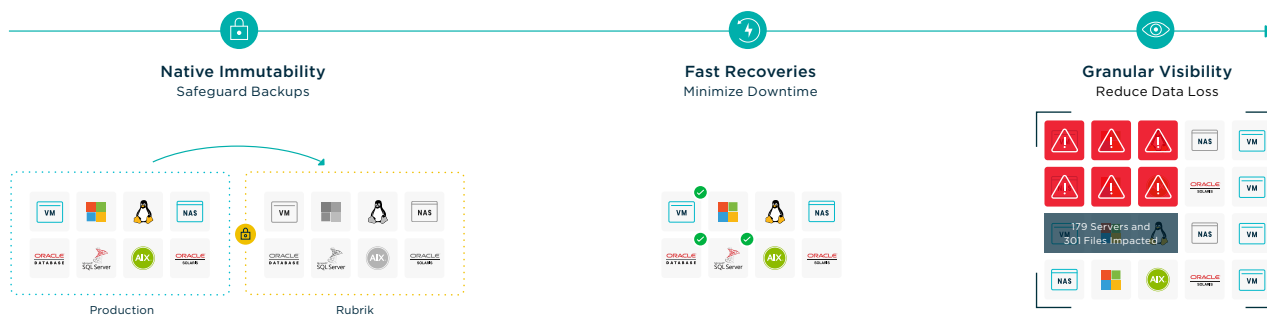 Native Immutability
Safeguard Backups
Fast Recoveries
Minimize Downtime
Granular Visibility
Reduce Data Loss
VM
NAS
ORACLE
DATABASE
SQL Server
AIX
ORACLE
SOLARIS
Production
VM
NAS
ORACLE
DATABASE
SQL Server
AIX
ORACLE
SOLARIS
Rubrik
VM
NAS
ORACLE
DATABASE
SQL Server
AIX
ORACLE
SOLARIS
NAS
VM
ORACLE
SOLARIS
VM
179 Servers and
301 Files Impacted
NAS
VM
NAS
AIX
ORACLE
SOLARIS
VM